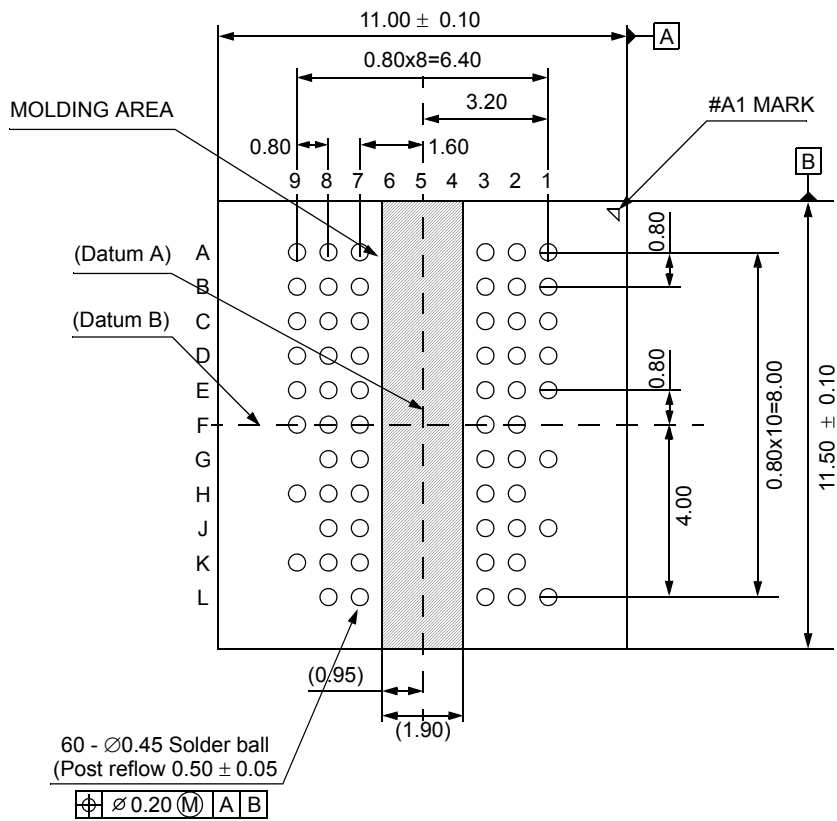 11.00 ± 0.10
A
0.80x8=6.40
MOLDING AREA
3.20
#A1 MARK
0.80
1.60
B
9 8 7 6 5 4 3 2 1
(Datum A)
A
0.80
B
(Datum B)
C
D
E
0.80
0.80x10=8.00
11.50 ± 0.10
F
G
4.00
H
J
K
L
(0.95)
(1.90)
60 - ∅0.45 Solder ball
(Post reflow 0.50 ± 0.05
⌖ ⌀ 0.20 Ⓜ A B